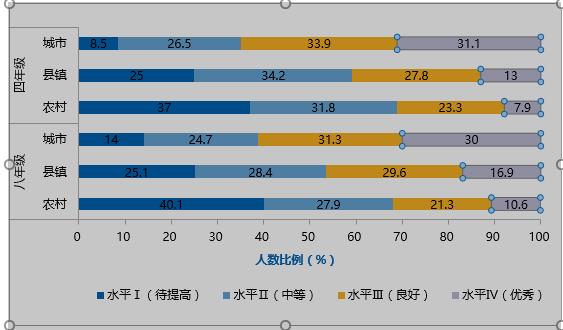 四年级
城市 8.5 26.5 33.9 31.1
县镇 25 34.2 27.8 13
农村 37 31.8 23.3 7.9
八年级
城市 14 24.7 31.3 30
县镇 25.1 28.4 29.6 16.9
农村 40.1 27.9 21.3 10.6
0 10 20 30 40 50 60 70 80 90 100
人数比例（%）
水平Ⅰ（待提高） 水平Ⅱ（中等） 水平Ⅲ（良好） 水平Ⅳ（优秀）